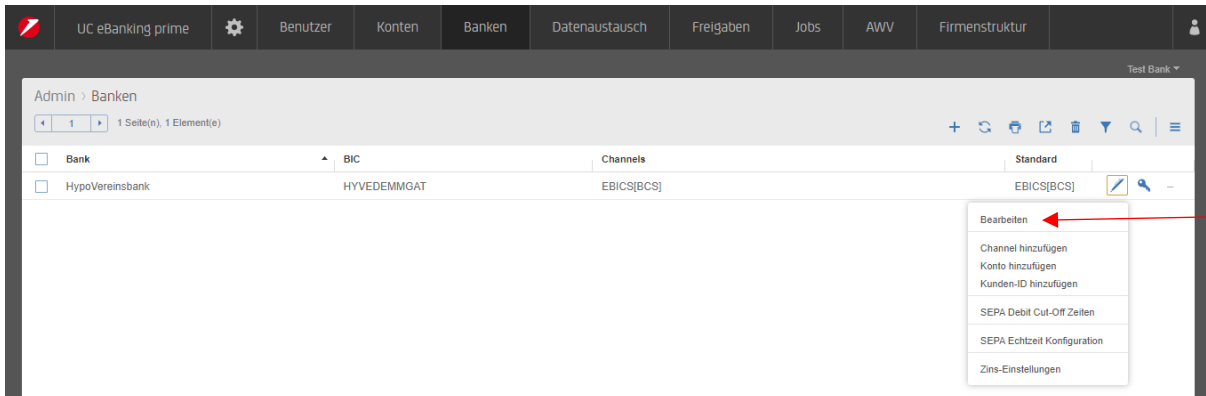 UC eBanking prime Benutzer Konten Banken Datenaustausch Freigaben Jobs AWV Firmenstruktur
Test Bank
Admin › Banken
1 1 Seite(n), 1 Element(e)
Bank BIC Channels Standard
HypoVereinsbank HYVEDEMMGAT EBICS[BCS] EBICS[BCS]
Bearbeiten
Channel hinzufügen
Konto hinzufügen
Kunden-ID hinzufügen
SEPA Debit Cut-Off Zeiten
SEPA Echtzeit Konfiguration
Zins-Einstellungen